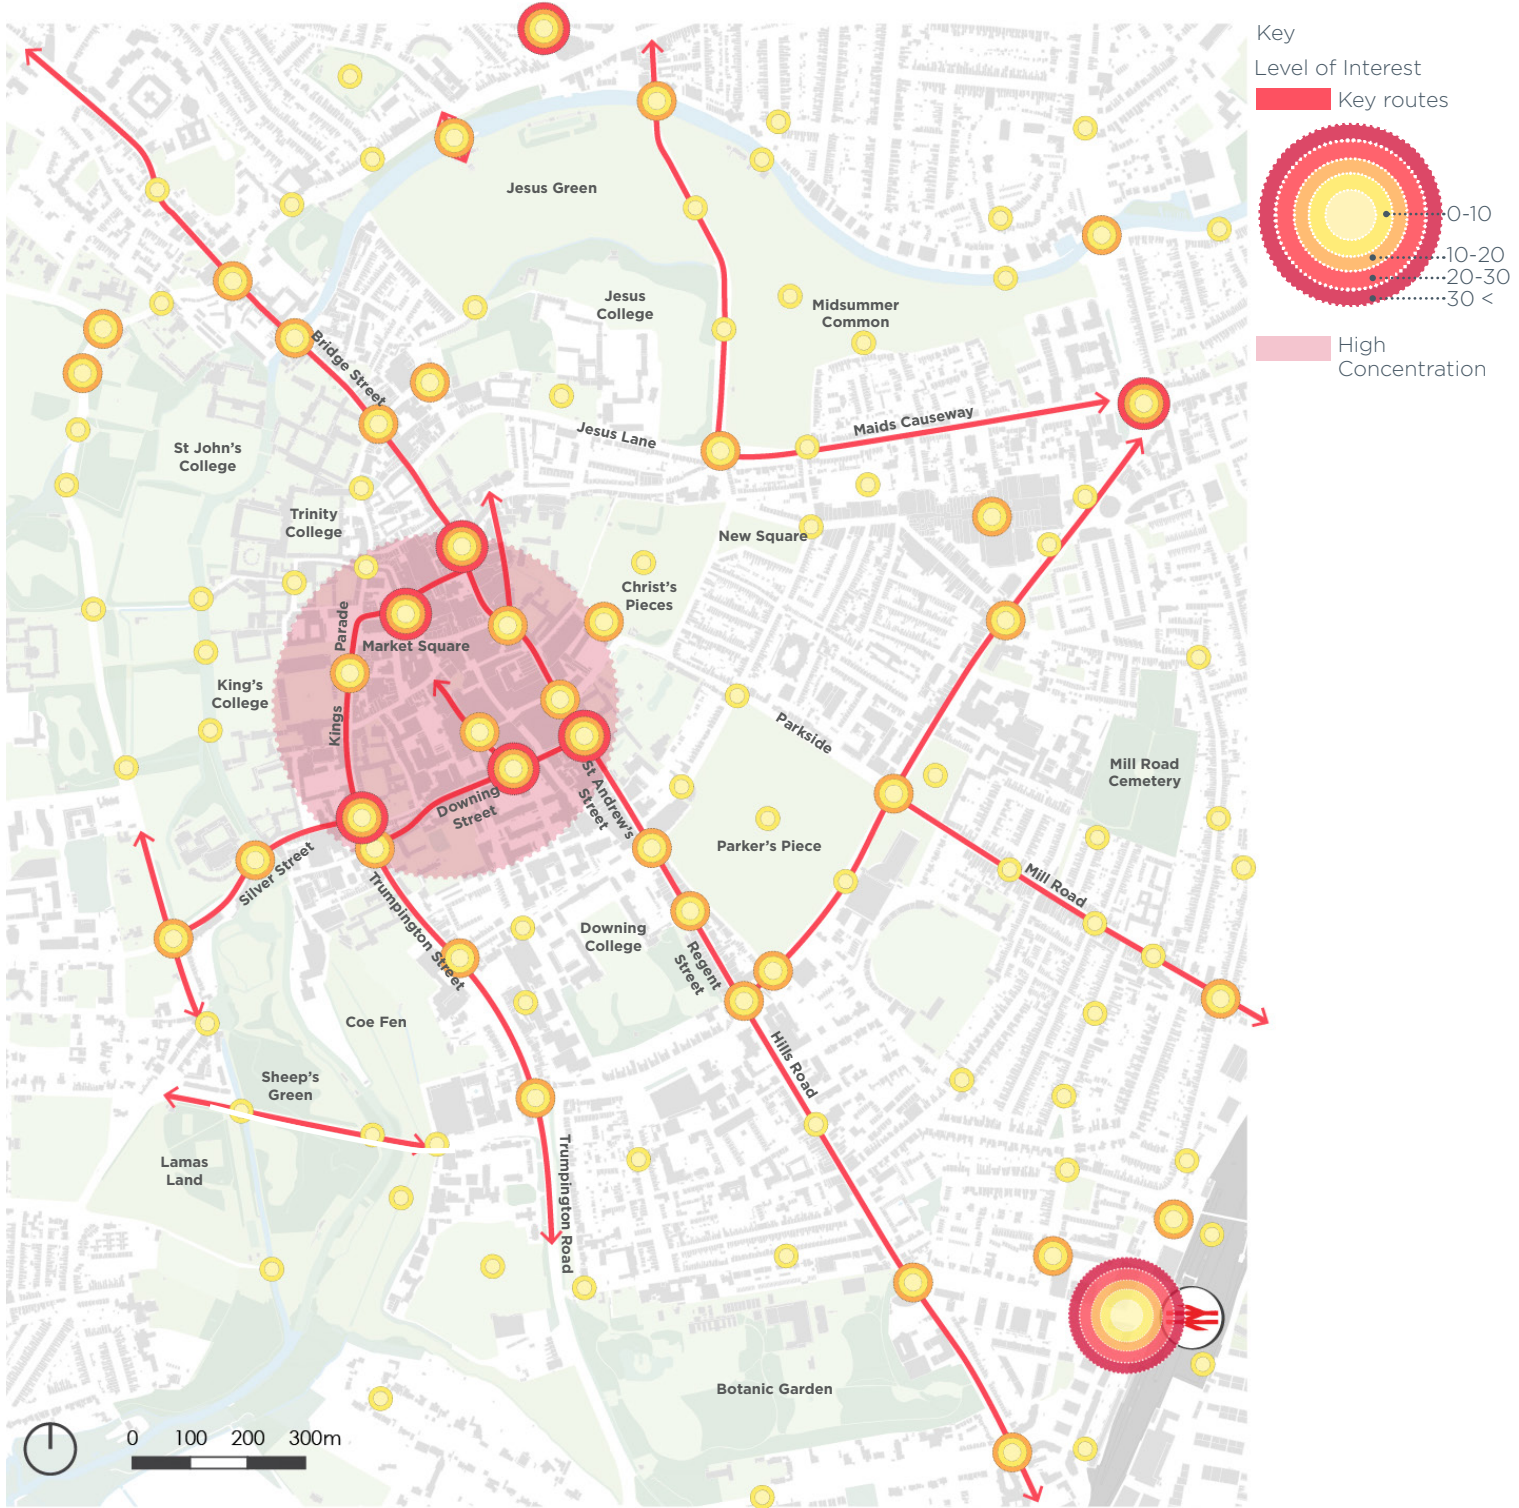 Key
Level of Interest
Key routes
0-10
10-20
20-30
30 <
High
Concentration
Jesus Green
Jesus
College
Midsummer
Common
Bridge Street
Maids Causeway
Jesus Lane
St John's
College
Trinity
College
New Square
Christ's
Pieces
Kings Parade
Market Square
King's
College
Parkside
Mill Road
Cemetery
Downing
Street
St Andrew's
Street
Parker's Piece
Silver Street
Trumpington Street
Mill Road
Downing
College
Regent
Street
Coe Fen
Hills Road
Sheep's
Green
Lamas
Land
Trumpington Road
Botanic Garden
0 100 200 300m